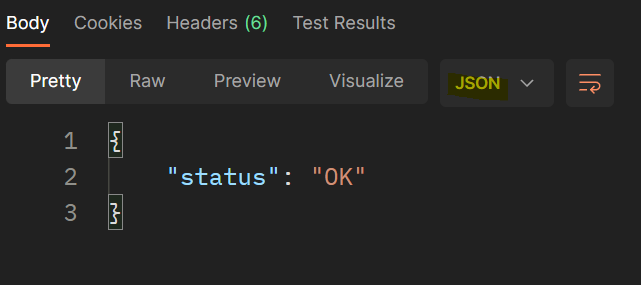 Body Cookies Headers (6) Test Results
Pretty Raw Preview Visualize JSON
1 {
2 "status": "OK"
3 }